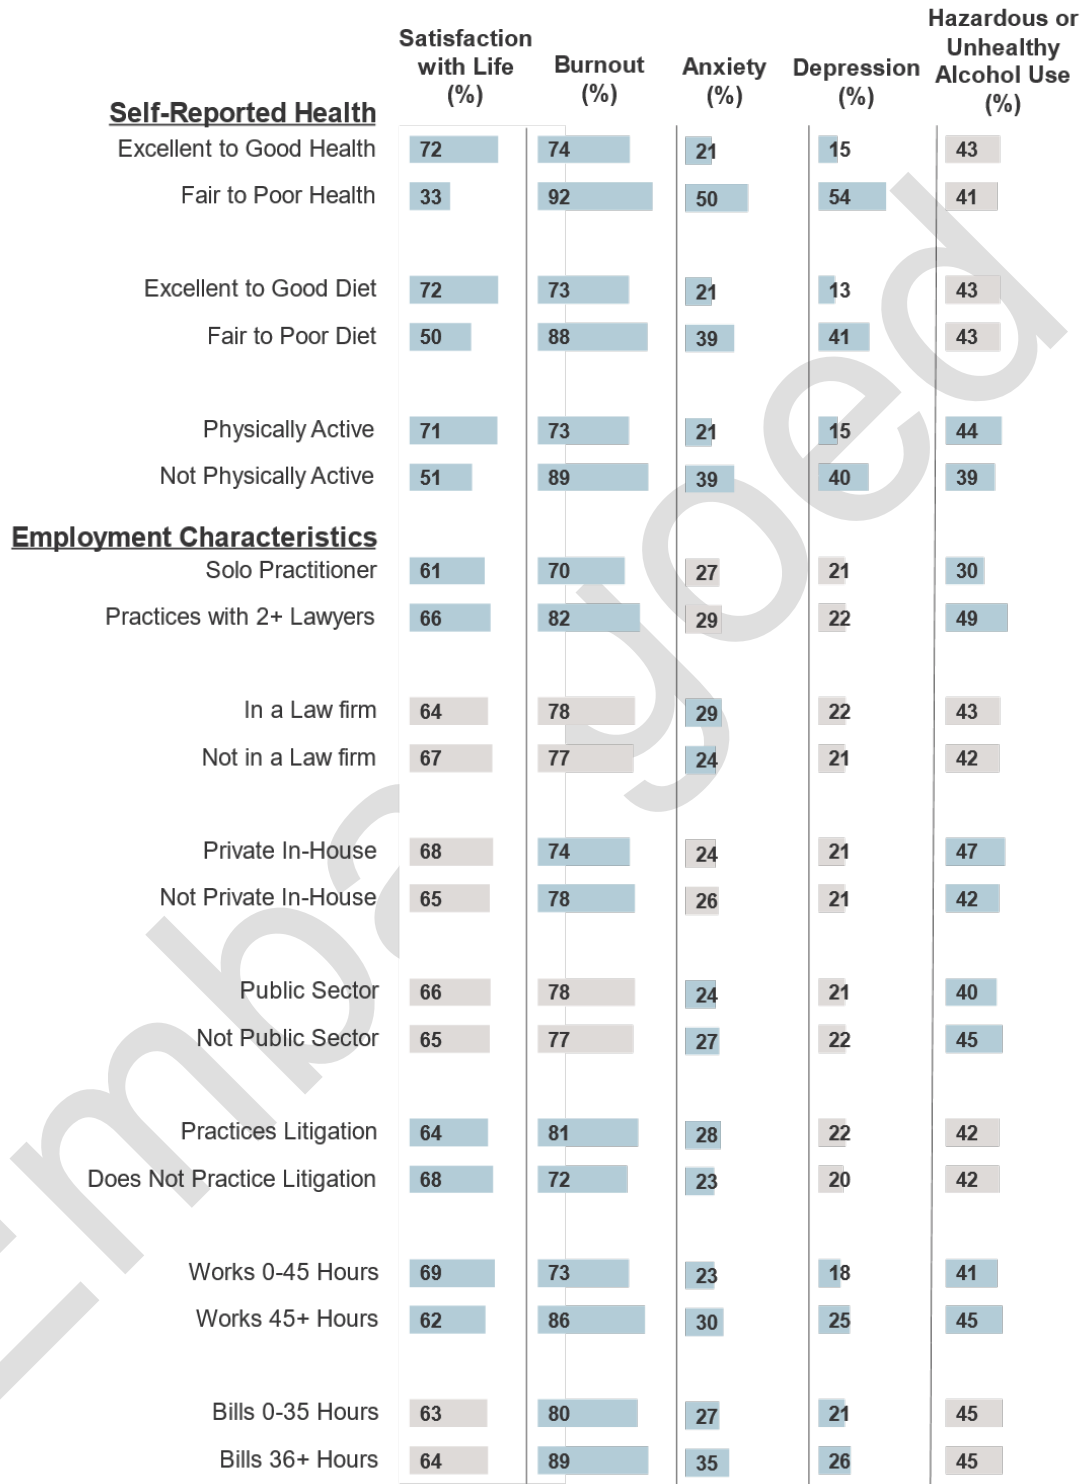 Satisfaction with Life (%) Burnout (%) Anxiety (%) Depression (%) Hazardous or Unhealthy Alcohol Use (%)
Self-Reported Health
Excellent to Good Health 72 74 21 15 43
Fair to Poor Health 33 92 50 54 41
Excellent to Good Diet 72 73 21 13 43
Fair to Poor Diet 50 88 39 41 43
Physically Active 71 73 21 15 44
Not Physically Active 51 89 39 40 39
Employment Characteristics
Solo Practitioner 61 70 27 21 30
Practices with 2+ Lawyers 66 82 29 22 49
In a Law firm 64 78 29 22 43
Not in a Law firm 67 77 24 21 42
Private In-House 68 74 24 21 47
Not Private In-House 65 78 26 21 42
Public Sector 66 78 24 21 40
Not Public Sector 65 77 27 22 45
Practices Litigation 64 81 28 22 42
Does Not Practice Litigation 68 72 23 20 42
Works 0-45 Hours 69 73 23 18 41
Works 45+ Hours 62 86 30 25 45
Bills 0-35 Hours 63 80 27 21 45
Bills 36+ Hours 64 89 35 26 45